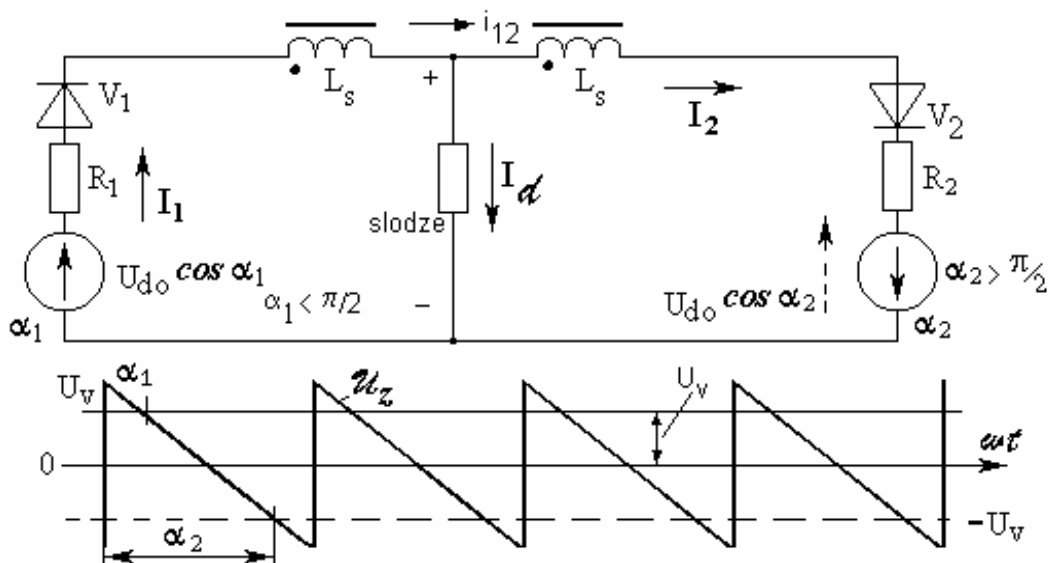 i12
Ls
Ls
V1
+
I2
V2
R1
I1
Id
R2
slodze
Udo cos α1
α1 < π/2
−
Udo cos α2
α2 > π/2
α1
α2
Uv
α1
uz
Uv
ωt
0
α2
-Uv